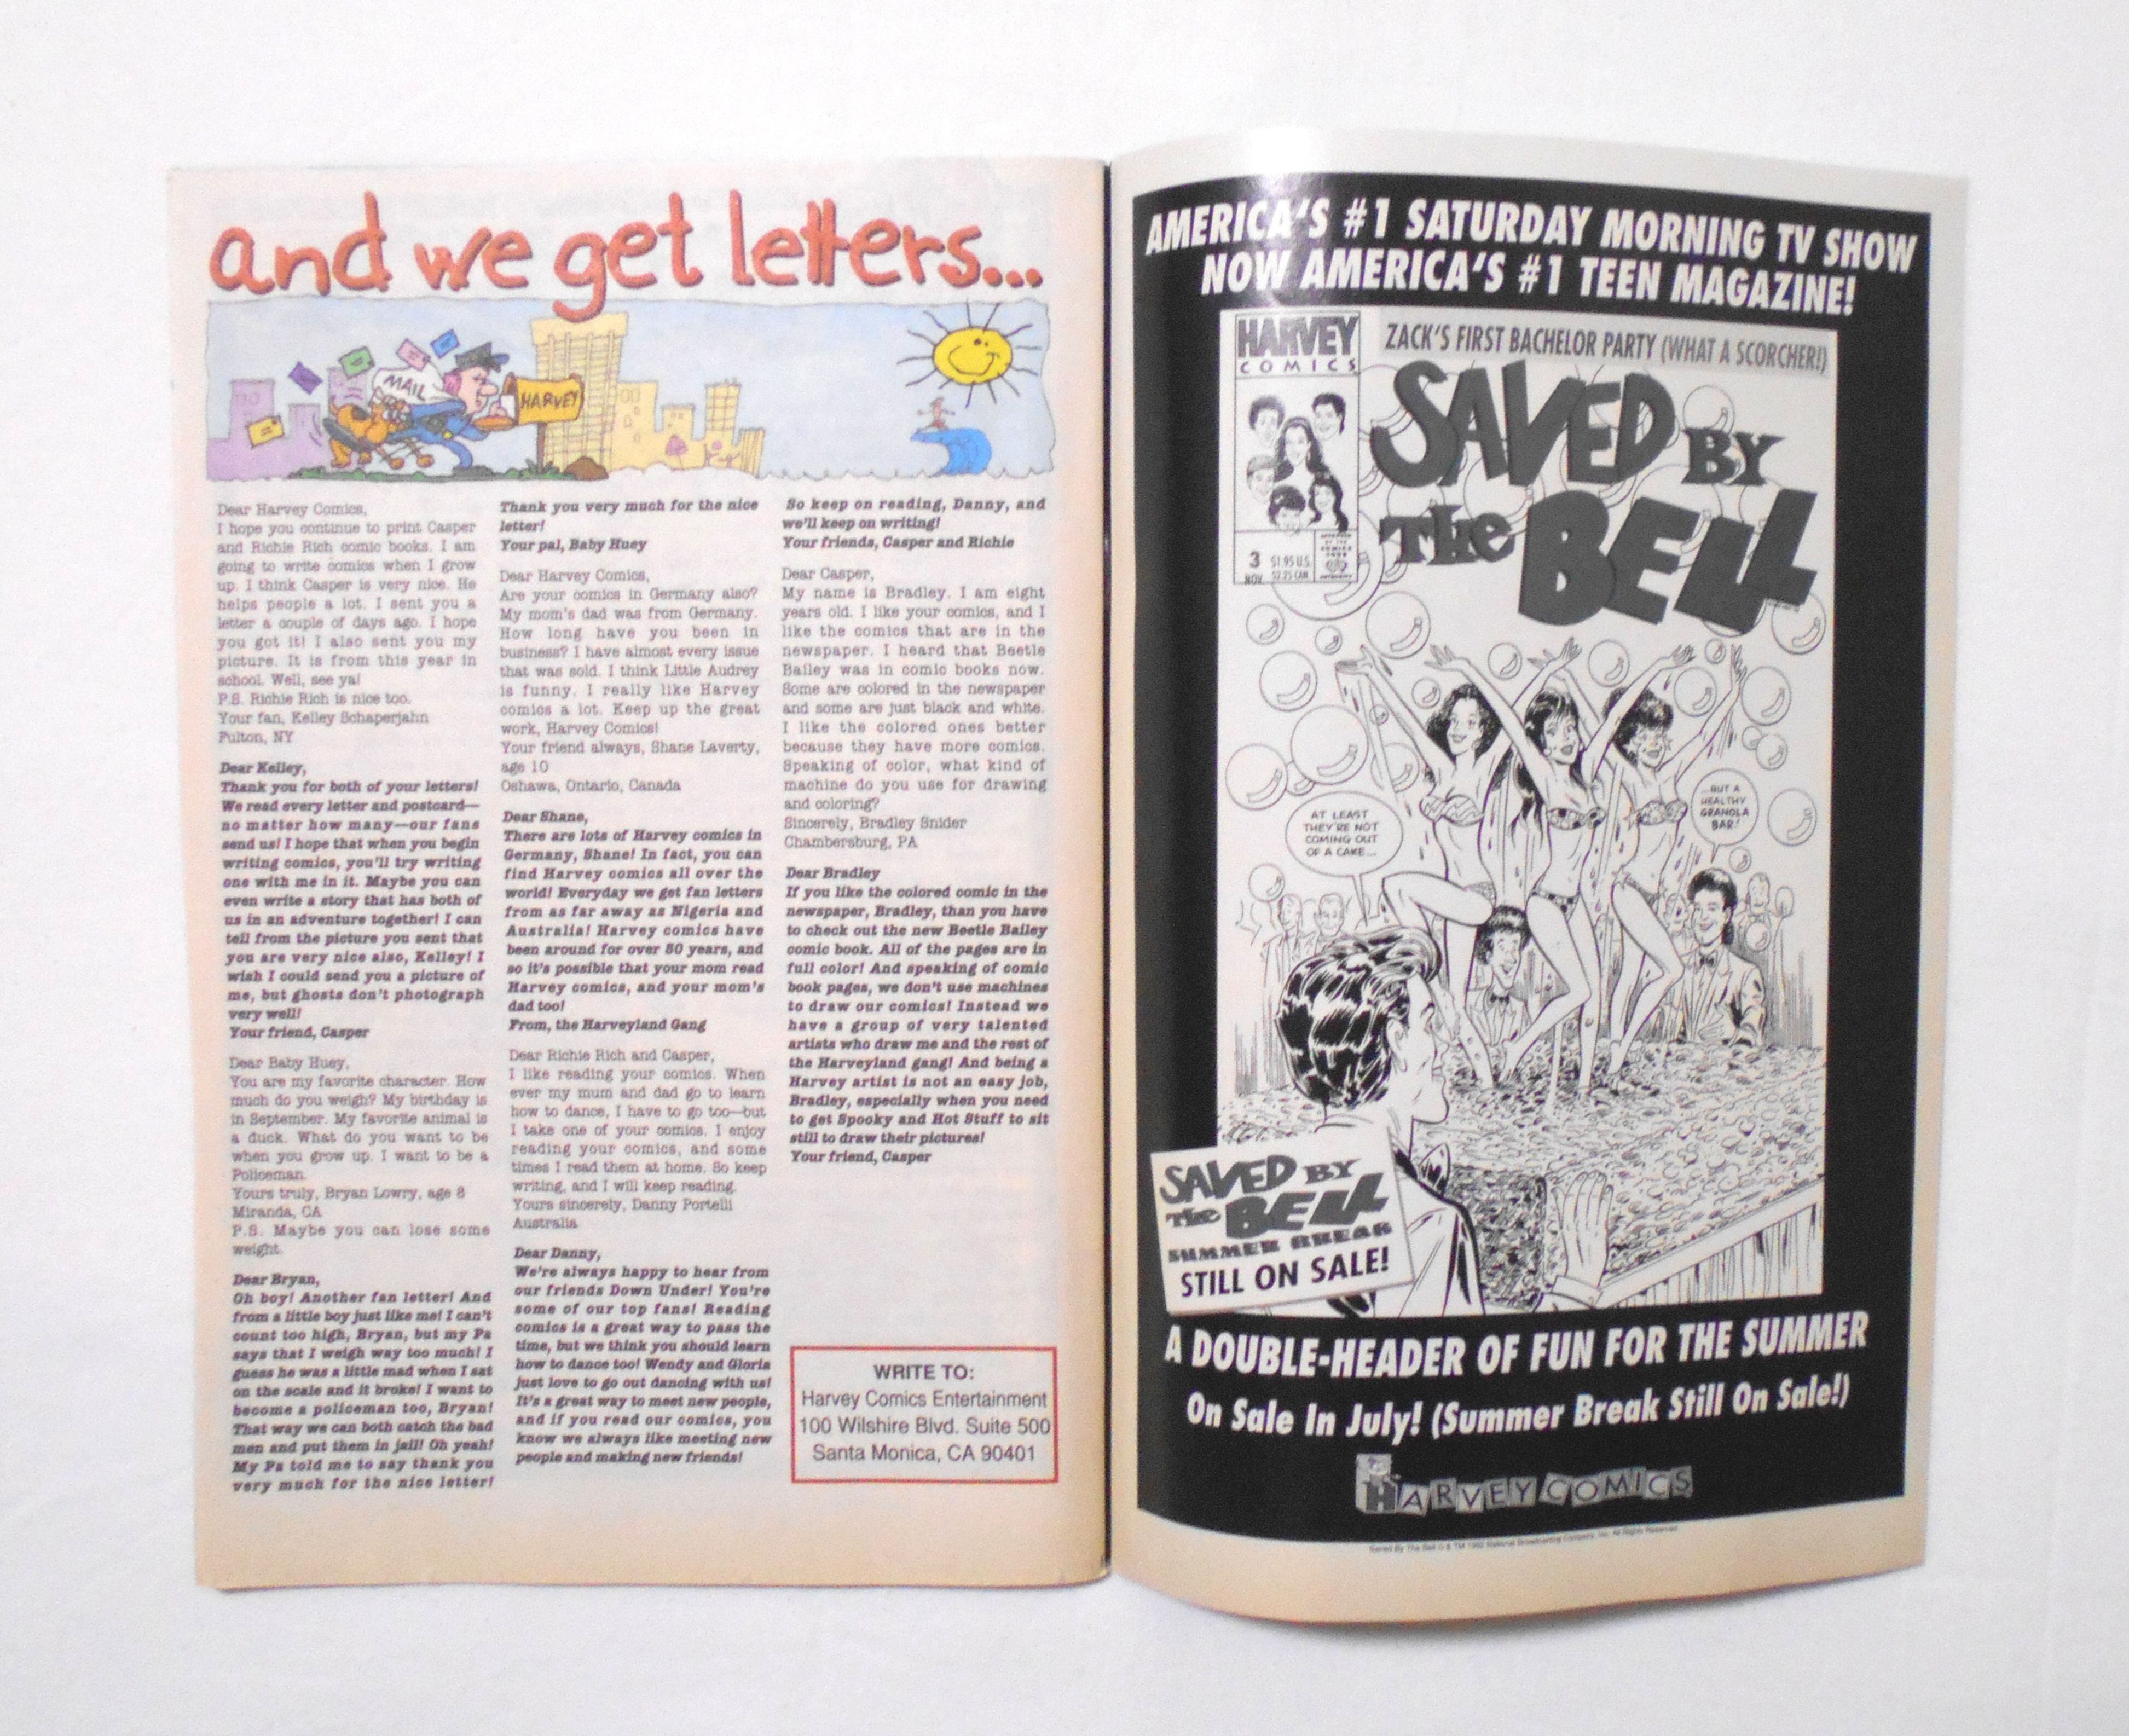 and we get letters...
MAIL
HARVEY
Dear Harvey Comics,
I hope you continue to print Casper
and Richie Rich comic books. I am
going to write comics when I grow
up. I think Casper is very nice. He
helps people a lot. I sent you a
letter a couple of days ago. I hope
you got it! I also sent you my
picture. It is from this year in
school. Well, see ya!
P.S. Richie Rich is nice too.
Your fan, Kelley Schaperjahn
Fulton, NY
Dear Kelley,
Thank you for both of your letters!
We read every letter and postcard—
no matter how many—our fans
send us! I hope that when you begin
writing comics, you'll try writing
one with me in it. Maybe you can
even write a story that has both of
us in an adventure together! I can
tell from the picture you sent that
you are very nice also, Kelley! I
wish I could send you a picture of
me, but ghosts don't photograph
very well!
Your friend, Casper
Dear Baby Huey,
You are my favorite character. How
much do you weigh? My birthday is
in September. My favorite animal is
a duck. What do you want to be
when you grow up. I want to be a
Policeman.
Yours truly, Bryan Lowry, age 8
Miranda, CA
P.S. Maybe you can lose some
weight.
Dear Bryan,
Oh boy! Another fan letter! And
from a little boy just like me! I can't
count too high, Bryan, but my Pa
says that I weigh way too much! I
guess he was a little mad when I sat
on the scale and it broke! I want to
become a policeman too, Bryan!
That way we can both catch the bad
men and put them in jail! Oh yeah!
My Pa told me to say thank you
very much for the nice letter!
Thank you very much for the nice
letter!
Your pal, Baby Huey
Dear Harvey Comics,
Are your comics in Germany also?
My mom's dad was from Germany.
How long have you been in
business? I have almost every issue
that was sold. I think Little Audrey
is funny. I really like Harvey
comics a lot. Keep up the great
work, Harvey Comics!
Your friend always, Shane Laverty,
age 10
Oshawa, Ontario, Canada
Dear Shane,
There are lots of Harvey comics in
Germany, Shane! In fact, you can
find Harvey comics all over the
world! Everyday we get fan letters
from as far away as Nigeria and
Australia! Harvey comics have
been around for over 50 years, and
so it's possible that your mom read
Harvey comics, and your mom's
dad too!
From, the Harveyland Gang
Dear Richie Rich and Casper,
I like reading your comics. When
ever my mum and dad go to learn
how to dance, I have to go too—but
I take one of your comics. I enjoy
reading your comics, and some
times I read them at home. So keep
writing, and I will keep reading.
Yours sincerely, Danny Portelli
Australia
Dear Danny,
We're always happy to hear from
our friends Down Under! You're
some of our top fans! Reading
comics is a great way to pass the
time, but we think you should learn
how to dance too! Wendy and Gloria
just love to go out dancing with us!
It's a great way to meet new people,
and if you read our comics, you
know we always like meeting new
people and making new friends!
So keep on reading, Danny, and
we'll keep on writing!
Your friends, Casper and Richie
Dear Casper,
My name is Bradley. I am eight
years old. I like your comics, and I
like the comics that are in the
newspaper. I heard that Beetle
Bailey was in comic books now.
Some are colored in the newspaper
and some are just black and white.
I like the colored ones better
because they have more comics.
Speaking of color, what kind of
machine do you use for drawing
and coloring?
Sincerely, Bradley Snider
Chambersburg, PA
Dear Bradley
If you like the colored comic in the
newspaper, Bradley, than you have
to check out the new Beetle Bailey
comic book. All of the pages are in
full color! And speaking of comic
book pages, we don't use machines
to draw our comics! Instead we
have a group of very talented
artists who draw me and the rest of
the Harveyland gang! And being a
Harvey artist is not an easy job,
Bradley, especially when you need
to get Spooky and Hot Stuff to sit
still to draw their pictures!
Your friend, Casper
WRITE TO:
Harvey Comics Entertainment
100 Wilshire Blvd. Suite 500
Santa Monica, CA 90401
AMERICA'S #1 SATURDAY MORNING TV SHOW
NOW AMERICA'S #1 TEEN MAGAZINE!
HARVEY
COMICS
ZACK'S FIRST BACHELOR PARTY (WHAT A SCORCHER!)
SAVED BY
THE BELL
3 $1.95 U.S.
NOV. $2.25 CAN.
APPROVED
BY THE
COMICS
CODE
AUTHORITY
AT LEAST
THEY'RE NOT
COMING OUT
OF A CAKE...
...BUT A
HEALTHY
GRANOLA
BAR!
SAVED BY
THE BELL
SUMMER BREAK
STILL ON SALE!
A DOUBLE-HEADER OF FUN FOR THE SUMMER
On Sale In July! (Summer Break Still On Sale!)
HARVEY COMICS
Saved By The Bell © & TM 1992 National Broadcasting Company, Inc. All Rights Reserved